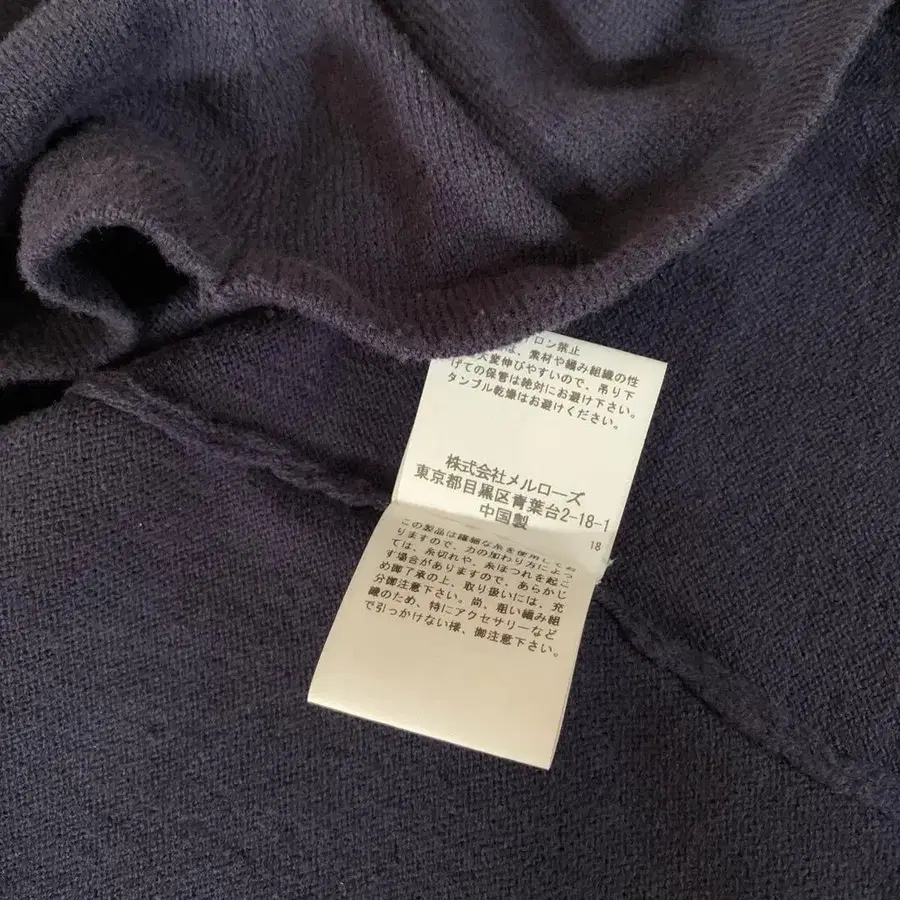 ロン禁止
は、素材や編み組織の性
大変伸びやすいので、吊り下
げての保管は絶対にお避け下さい。
タンブル乾燥はお避けください。
株式会社メルローズ
東京都目黒区青葉台2-18-1
中国製
18
この製品は繊細な糸を使用して
りますので、力の加わり方によっ
ては、糸切れや、糸ほつれを起こ
す場合がありますので、あらかじ
め御了承の上、取り扱いには、充
分御注意下さい。尚、粗い編み組
織のため、特にアクセサリーなど
で引っかけない様、御注意下さい。